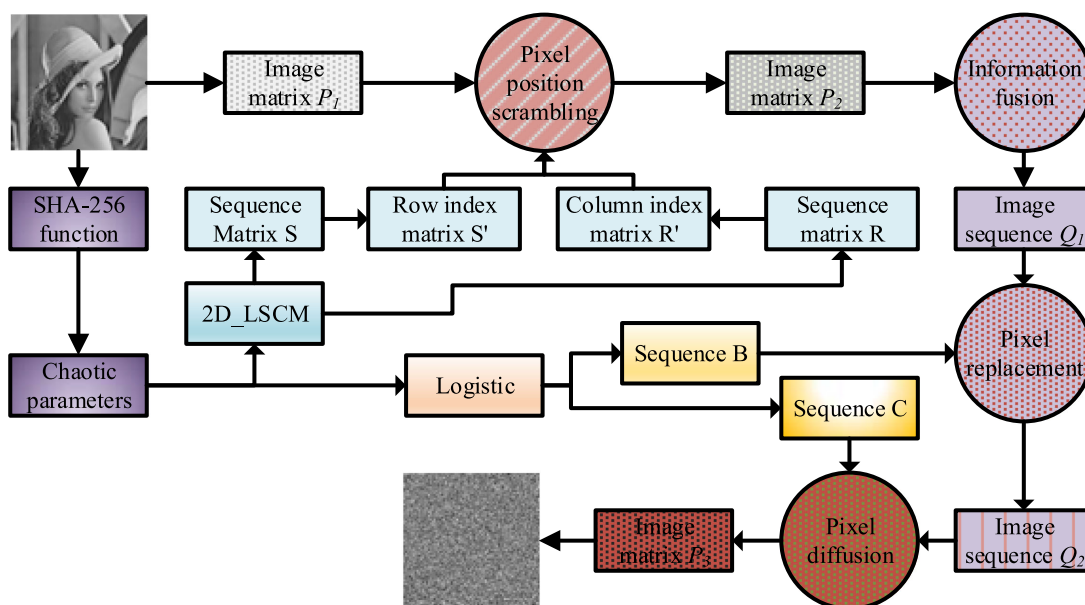 Image
matrix P₁
Pixel
position
scrambling
Image
matrix P₂
Information
fusion
SHA-256
function
Sequence
Matrix S
Row index
matrix S'
Column index
matrix R'
Sequence
matrix R
Image
sequence Q₁
2D_LSCM
Chaotic
parameters
Logistic
Sequence B
Sequence C
Pixel
replacement
Image
matrix P₃
Pixel
diffusion
Image
sequence Q₂